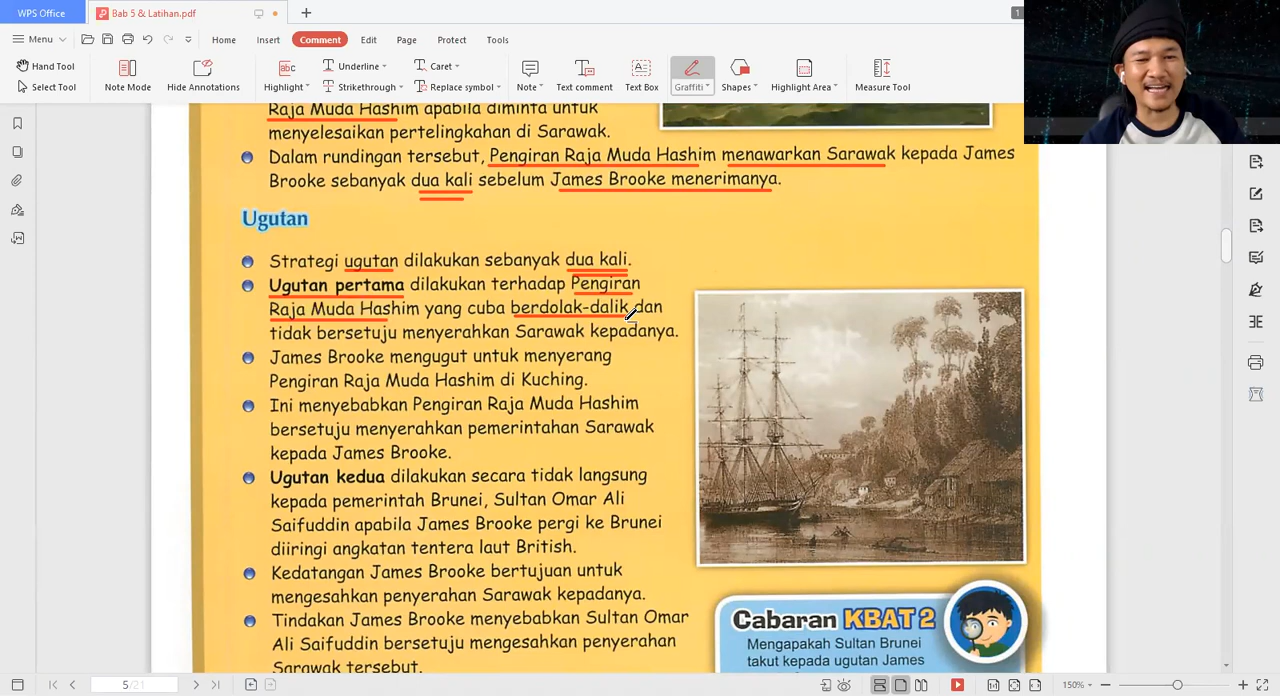 WPS Office
Bab 5 & Latihan.pdf
1
Menu
Home
Insert
Comment
Edit
Page
Protect
Tools
Hand Tool
Select Tool
Note Mode
Hide Annotations
Highlight
Underline
Strikethrough
Caret
Replace symbol
Note
Text comment
Text Box
Graffiti
Shapes
Highlight Area
Measure Tool
Raja Muda Hashim apabila diminta untuk
menyelesaikan pertelingkahan di Sarawak.
Dalam rundingan tersebut, Pengiran Raja Muda Hashim menawarkan Sarawak kepada James
Brooke sebanyak dua kali sebelum James Brooke menerimanya.
Ugutan
Strategi ugutan dilakukan sebanyak dua kali.
Ugutan pertama dilakukan terhadap Pengiran
Raja Muda Hashim yang cuba berdolak-dalik dan
tidak bersetuju menyerahkan Sarawak kepadanya.
James Brooke mengugut untuk menyerang
Pengiran Raja Muda Hashim di Kuching.
Ini menyebabkan Pengiran Raja Muda Hashim
bersetuju menyerahkan pemerintahan Sarawak
kepada James Brooke.
Ugutan kedua dilakukan secara tidak langsung
kepada pemerintah Brunei, Sultan Omar Ali
Saifuddin apabila James Brooke pergi ke Brunei
diiringi angkatan tentera laut British.
Kedatangan James Brooke bertujuan untuk
mengesahkan penyerahan Sarawak kepadanya.
Tindakan James Brooke menyebabkan Sultan Omar
Ali Saifuddin bersetuju mengesahkan penyerahan
Sarawak tersebut.
Cabaran KBAT 2
Mengapakah Sultan Brunei
takut kepada ugutan James
5/21
150%